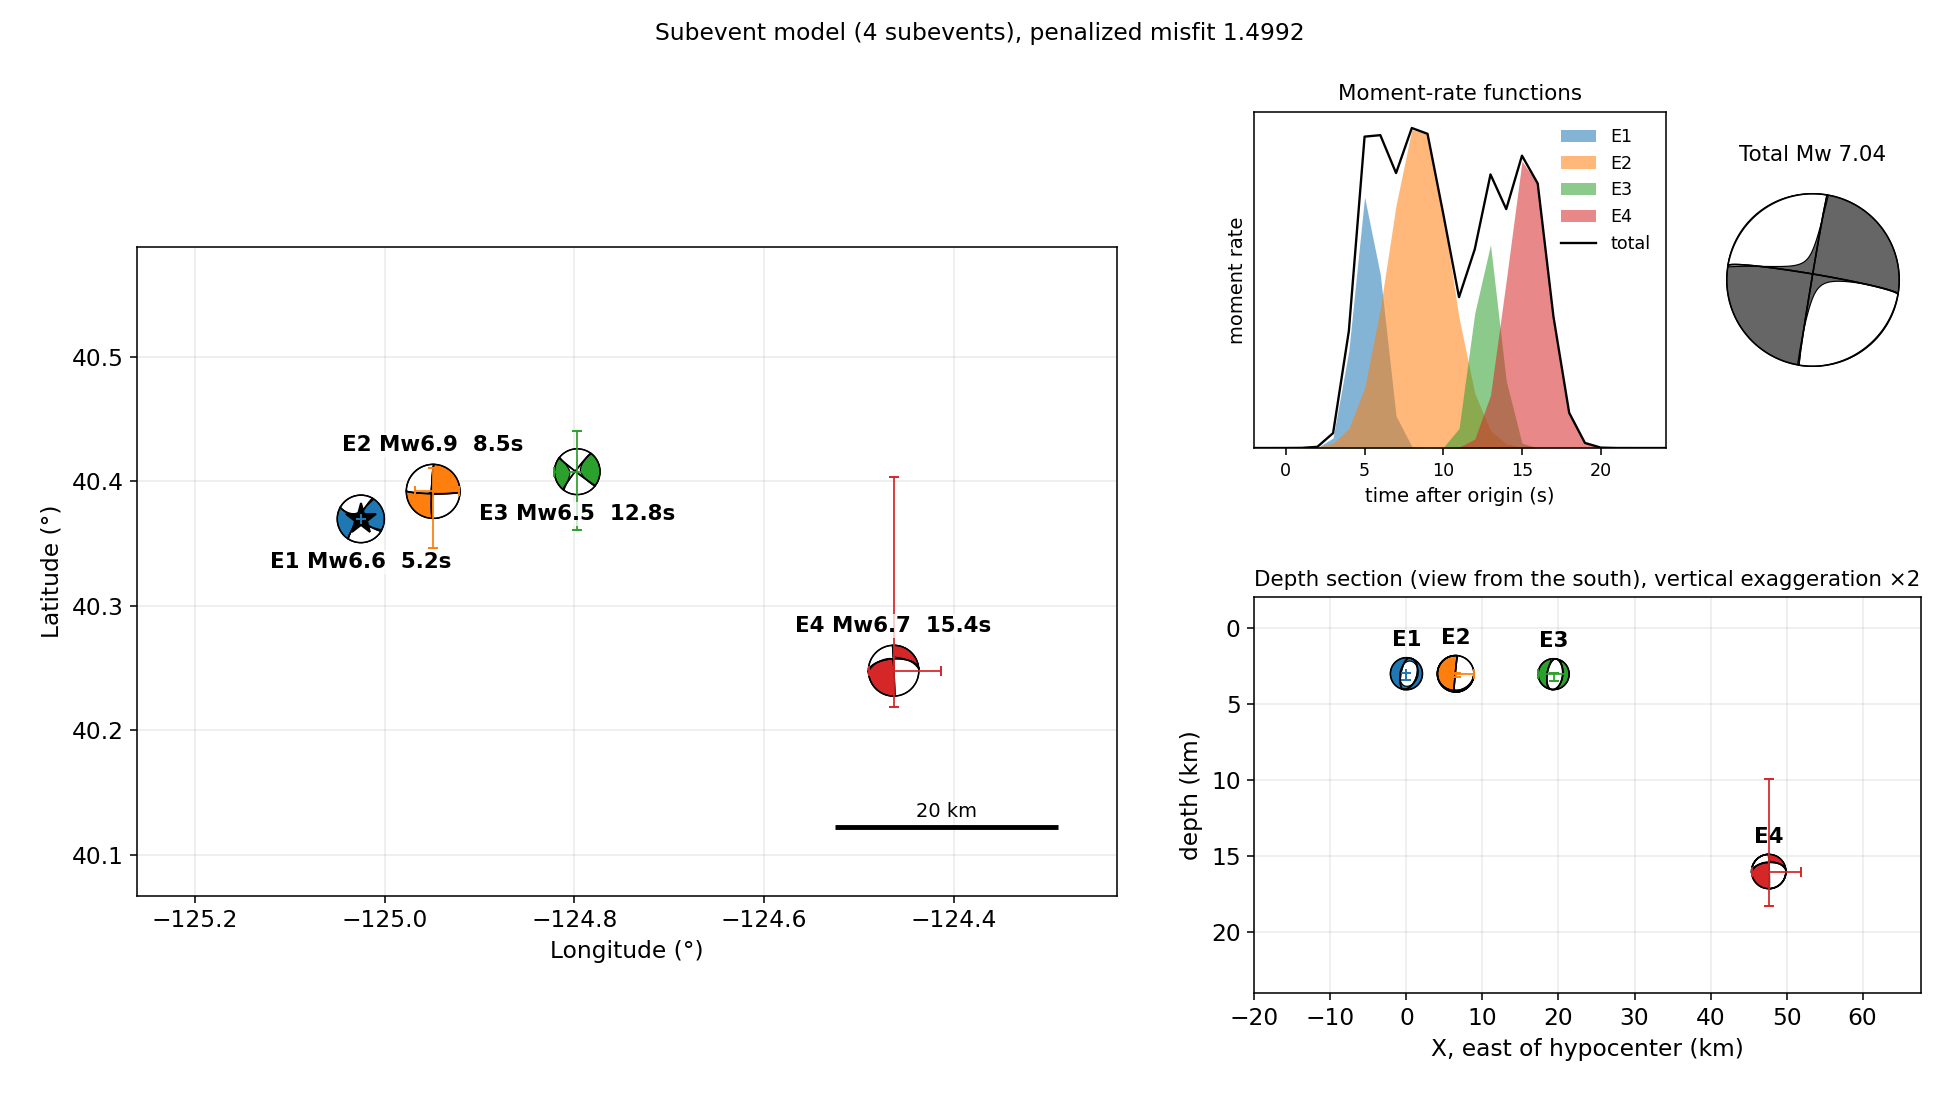 Subevent model (4 subevents), penalized misfit 1.4992
Latitude (°)
40.5
40.4
40.3
40.2
40.1
E2 Mw6.9 8.5s
E3 Mw6.5 12.8s
E1 Mw6.6 5.2s
E4 Mw6.7 15.4s
20 km
−125.2
−125.0
−124.8
−124.6
−124.4
Longitude (°)
Moment-rate functions
moment rate
E1
E2
E3
E4
total
0
5
10
15
20
time after origin (s)
Total Mw 7.04
Depth section (view from the south), vertical exaggeration ×2
depth (km)
0
5
10
15
20
E1
E2
E3
E4
−20
−10
0
10
20
30
40
50
60
X, east of hypocenter (km)